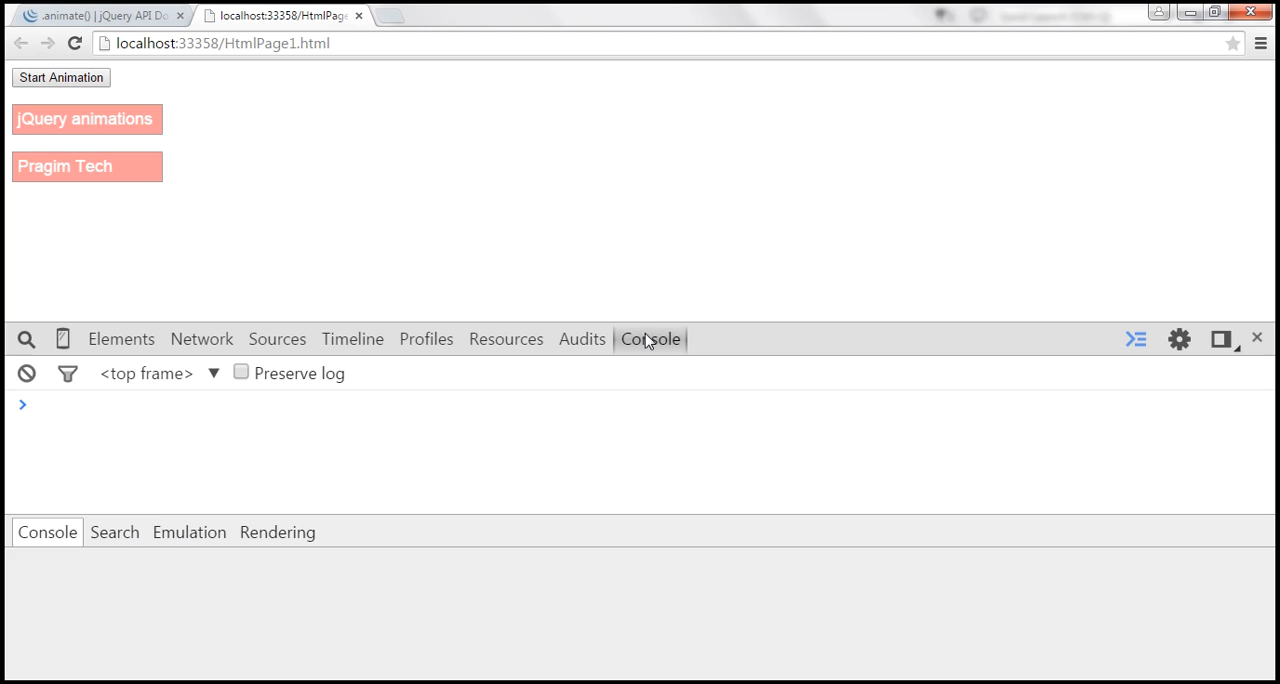 .animate() | jQuery API Do
localhost:33358/HtmlPage
localhost:33358/HtmlPage1.html
Start Animation
jQuery animations
Pragim Tech
Elements Network Sources Timeline Profiles Resources Audits Console
<top frame> ▼ Preserve log
>
Console Search Emulation Rendering